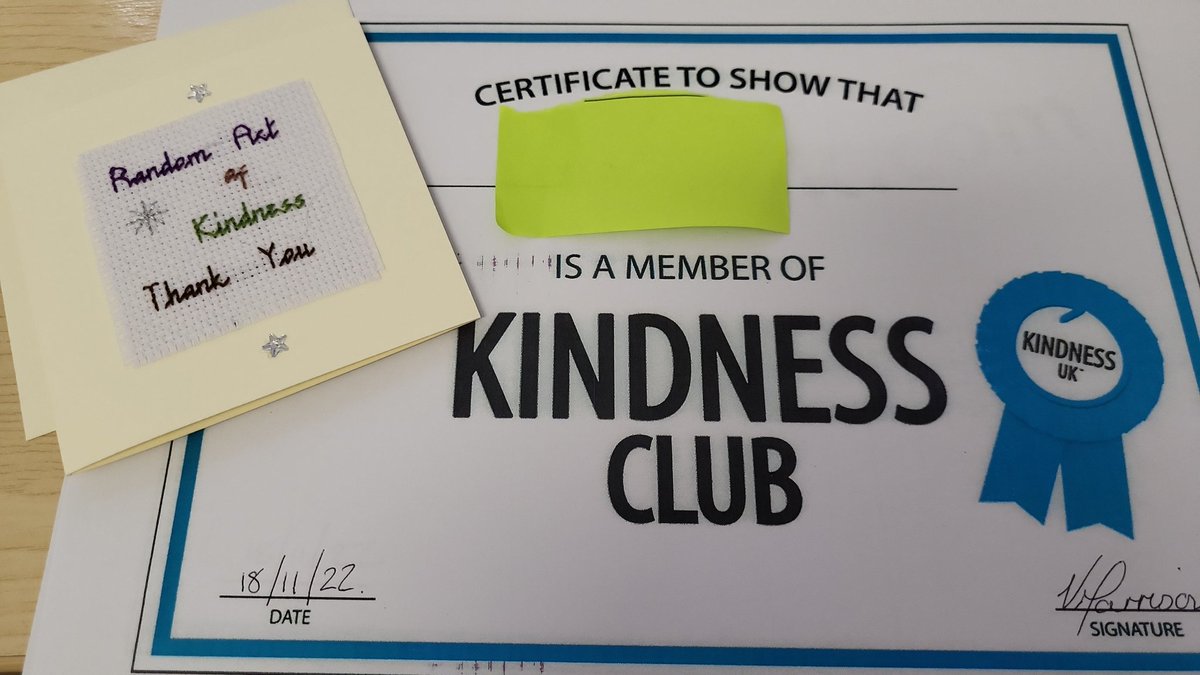 Random Act
of
Kindness
Thank You
CERTIFICATE TO SHOW THAT
IS A MEMBER OF
KINDNESS
CLUB
KINDNESS
UK™
18/11/22.
DATE
SIGNATURE